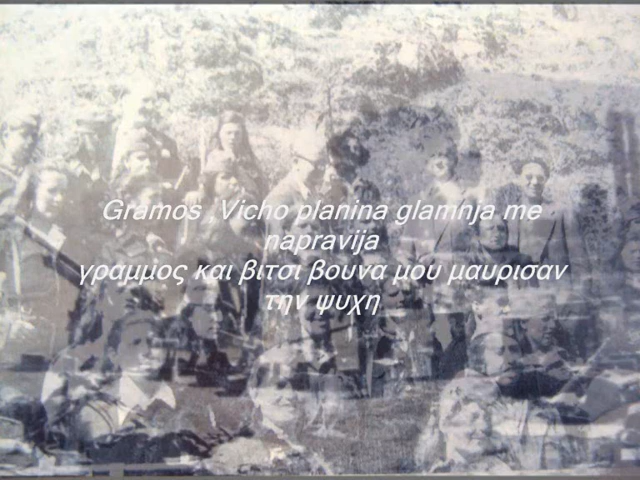 Gramos ,Vicho planina glamnja me
napravija
γραμμος και βιτσι βουνα μου μαυρισαν
την ψυχη